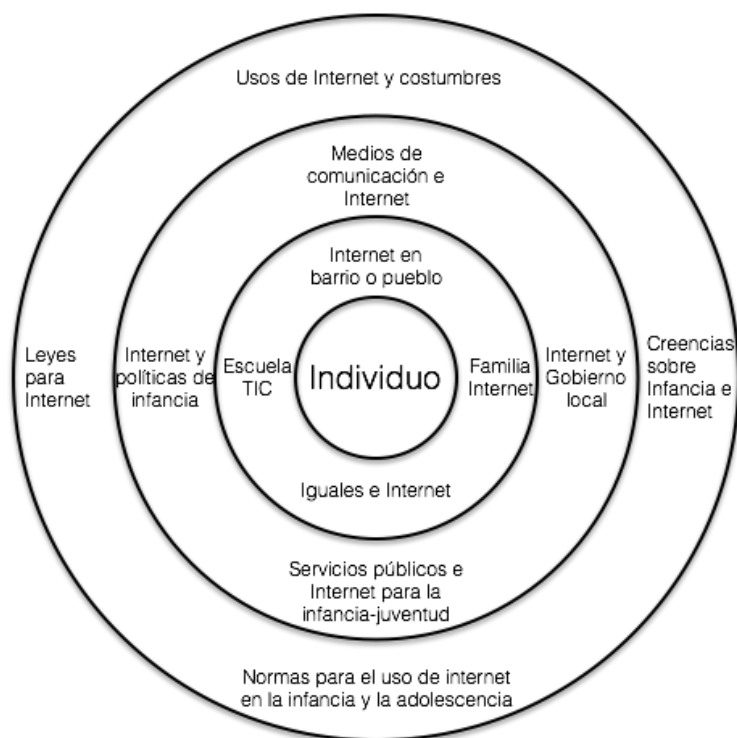 Usos de Internet y costumbres
Medios de
comunicación e
Internet
Internet en
barrio o pueblo
Leyes
para
Internet
Internet y
políticas de
infancia
Escuela
TIC
Individuo
Familia
Internet
Internet y
Gobierno
local
Creencias
sobre
Infancia e
Internet
Iguales e Internet
Servicios públicos e
Internet para la
infancia-juventud
Normas para el uso de internet
en la infancia y la adolescencia